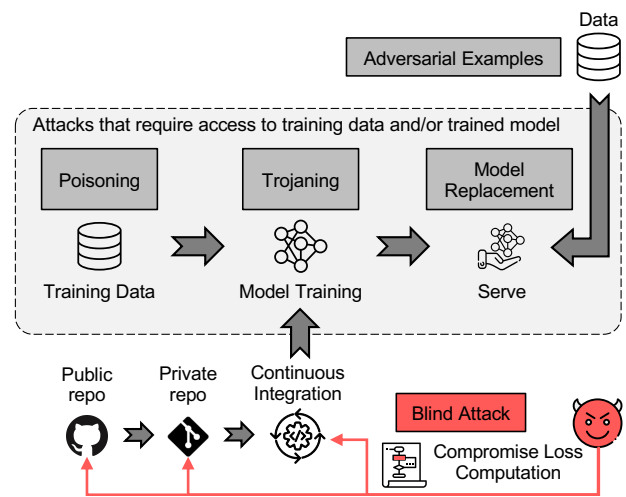 Data
Adversarial Examples
Attacks that require access to training data and/or trained model
Poisoning
Trojaning
Model
Replacement
Training Data
Model Training
Serve
Public
repo
Private
repo
Continuous
Integration
Blind Attack
Compromise Loss
Computation